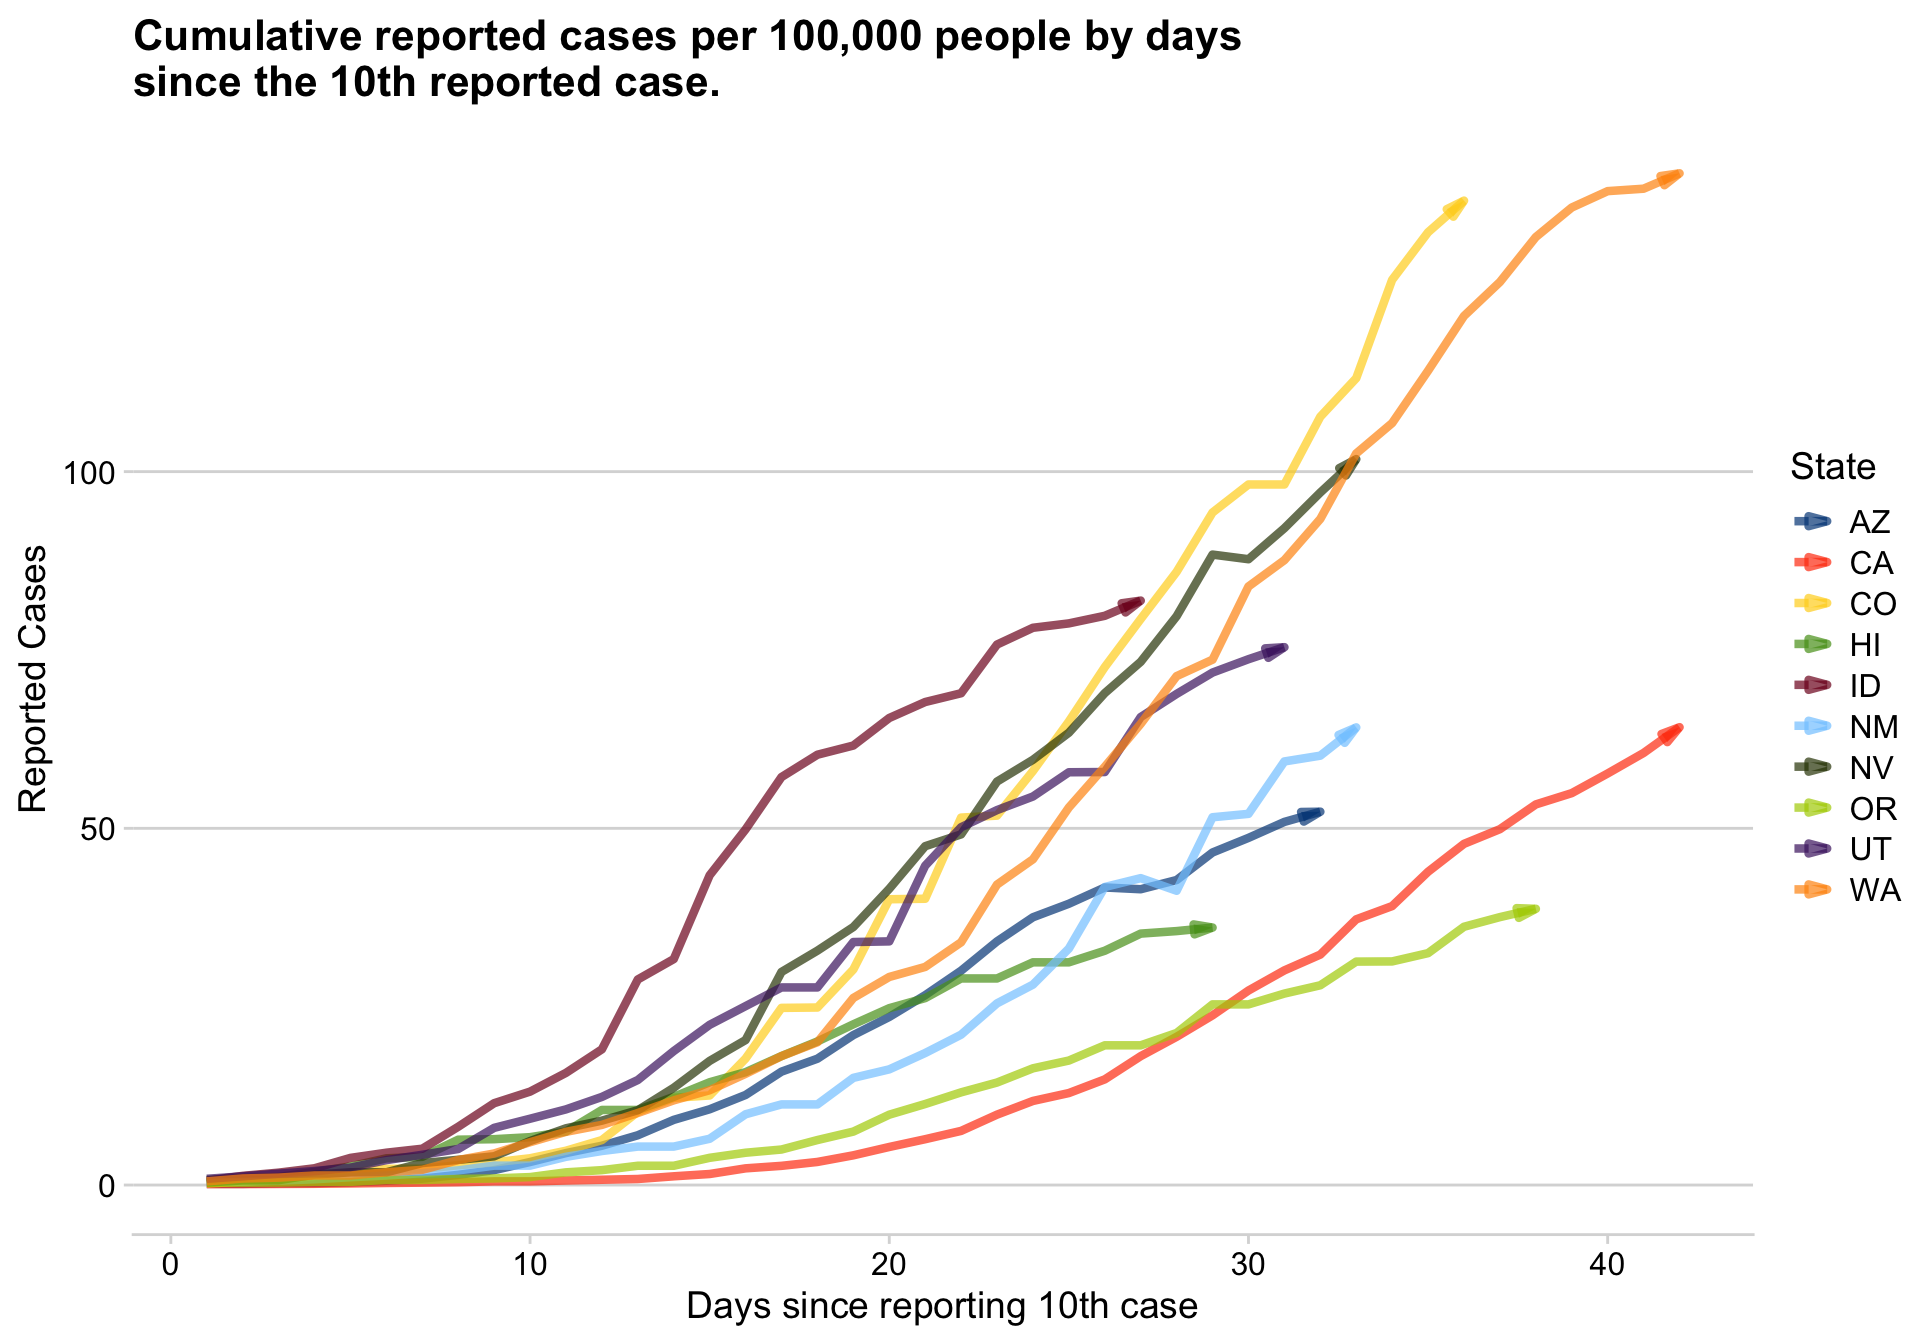 Cumulative reported cases per 100,000 people by days
since the 10th reported case.
Reported Cases
100
50
0
0 10 20 30 40
Days since reporting 10th case
State
AZ
CA
CO
HI
ID
NM
NV
OR
UT
WA